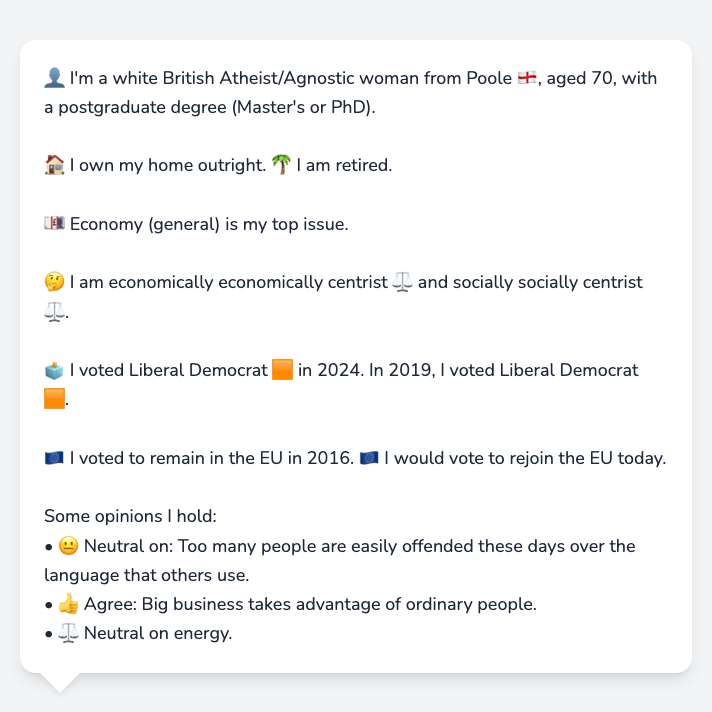 👤 I'm a white British Atheist/Agnostic woman from Poole 🏴󠁧󠁢󠁥󠁮󠁧󠁿, aged 70, with
a postgraduate degree (Master's or PhD).
🏠 I own my home outright. 🌴 I am retired.
💷 Economy (general) is my top issue.
🤔 I am economically economically centrist ⚖️ and socially socially centrist
⚖️.
🗳️ I voted Liberal Democrat 🟧 in 2024. In 2019, I voted Liberal Democrat
🟧.
🇪🇺 I voted to remain in the EU in 2016. 🇪🇺 I would vote to rejoin the EU today.
Some opinions I hold:
• 😐 Neutral on: Too many people are easily offended these days over the
language that others use.
• 👍 Agree: Big business takes advantage of ordinary people.
• ⚖️ Neutral on energy.